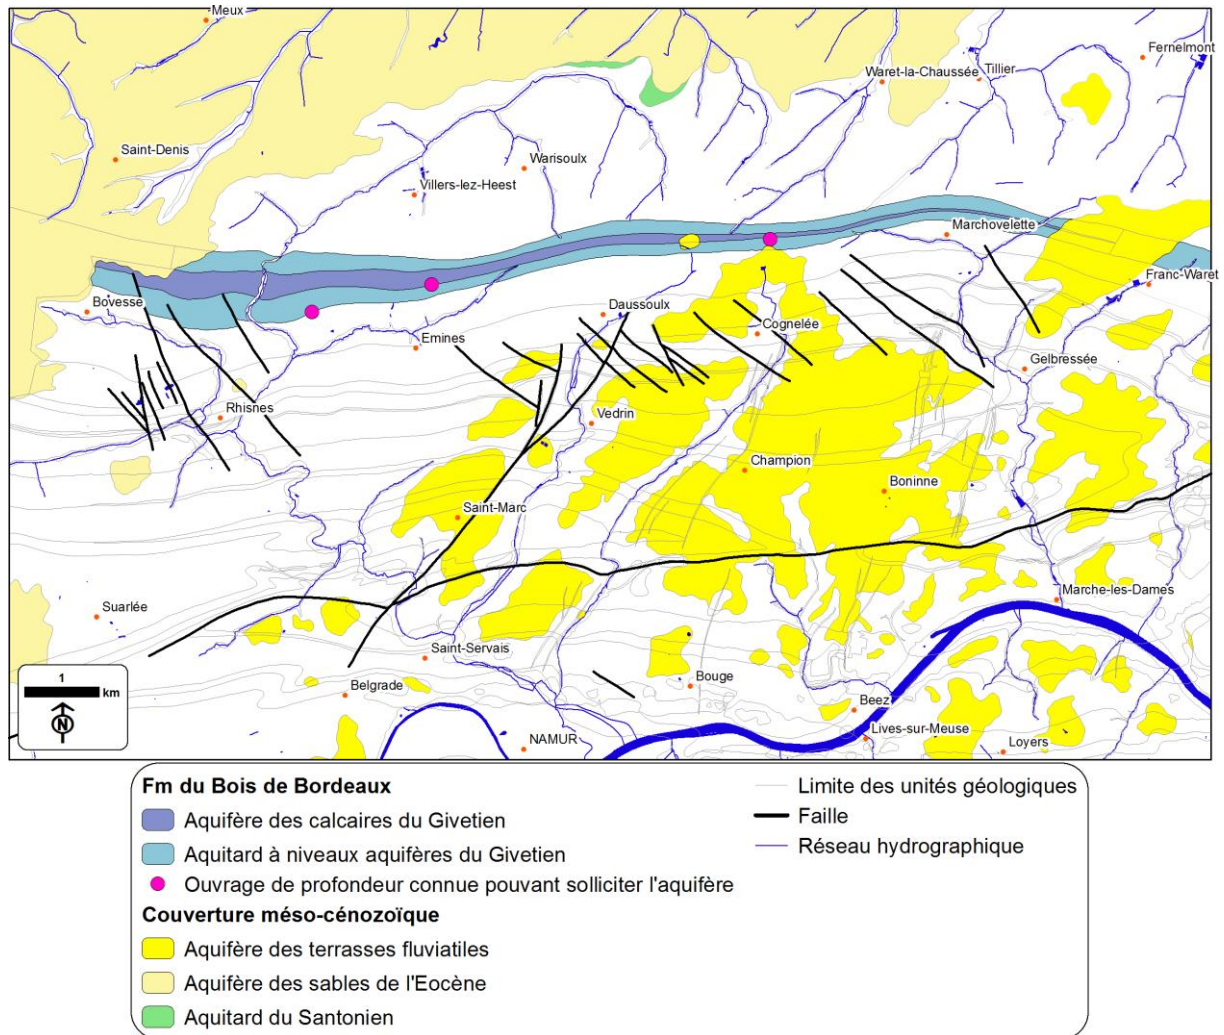 Meux
Fernelmont
Waret-la-Chaussée
Tillier
Saint-Denis
Warisoulx
Villers-lez-Heest
Marchovelette
Franc-Waret
Bovesse
Daussoulx
Cognelée
Emines
Gelbressée
Rhisnes
Vedrin
Champion
Boninne
Saint-Marc
Suarlée
Marche-les-Dames
Saint-Servais
Belgrade
Bouge
Beez
Lives-sur-Meuse
NAMUR
Loyers
1
km
N
Fm du Bois de Bordeaux
Aquifère des calcaires du Givetien
Aquitard à niveaux aquifères du Givetien
Ouvrage de profondeur connue pouvant solliciter l'aquifère
Couverture méso-cénozoïque
Aquifère des terrasses fluviatiles
Aquifère des sables de l'Eocène
Aquitard du Santonien
Limite des unités géologiques
Faille
Réseau hydrographique